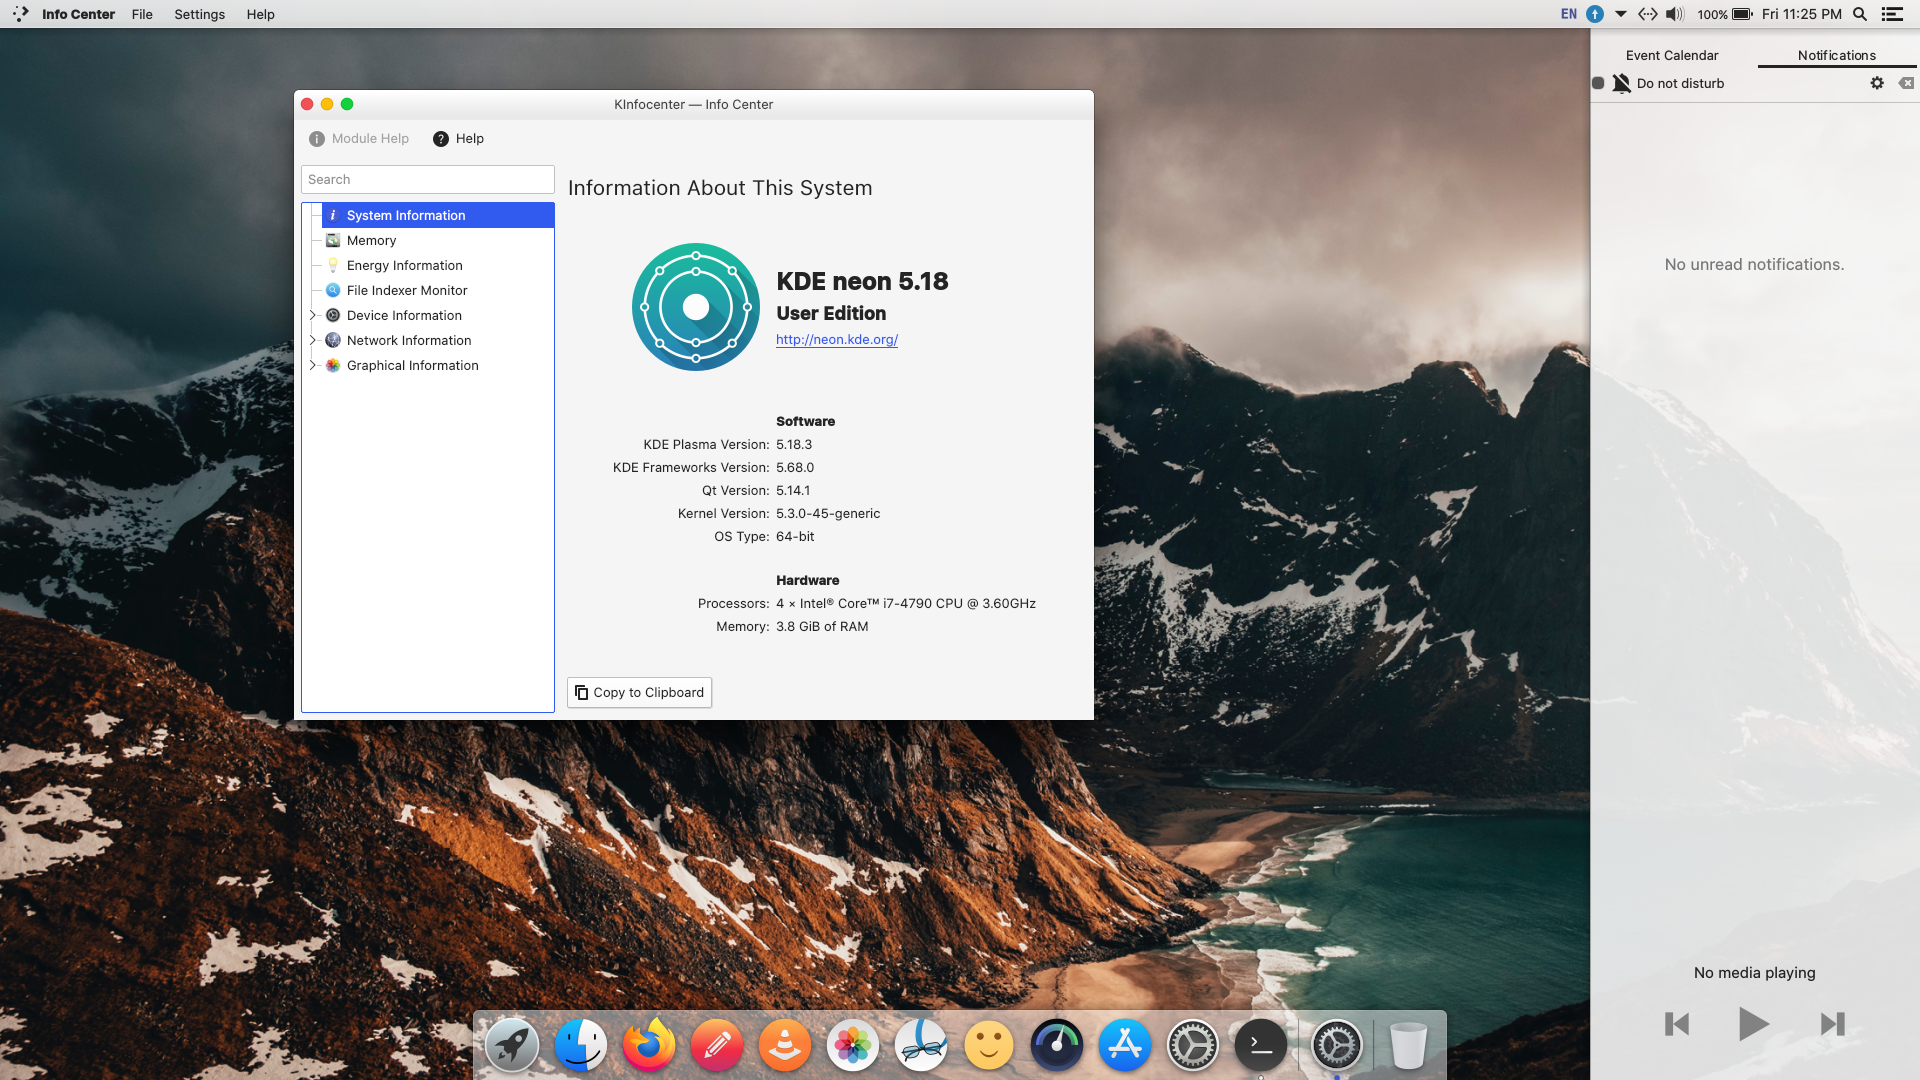 Info Center File Settings Help
EN 100% Fri 11:25 PM
Event Calendar Notifications
Do not disturb
No unread notifications.
No media playing
KInfocenter — Info Center
Module Help Help
Search
System Information
Memory
Energy Information
File Indexer Monitor
Device Information
Network Information
Graphical Information
Information About This System
KDE neon 5.18
User Edition
http://neon.kde.org/
Software
KDE Plasma Version: 5.18.3
KDE Frameworks Version: 5.68.0
Qt Version: 5.14.1
Kernel Version: 5.3.0-45-generic
OS Type: 64-bit
Hardware
Processors: 4 × Intel® Core™ i7-4790 CPU @ 3.60GHz
Memory: 3.8 GiB of RAM
Copy to Clipboard